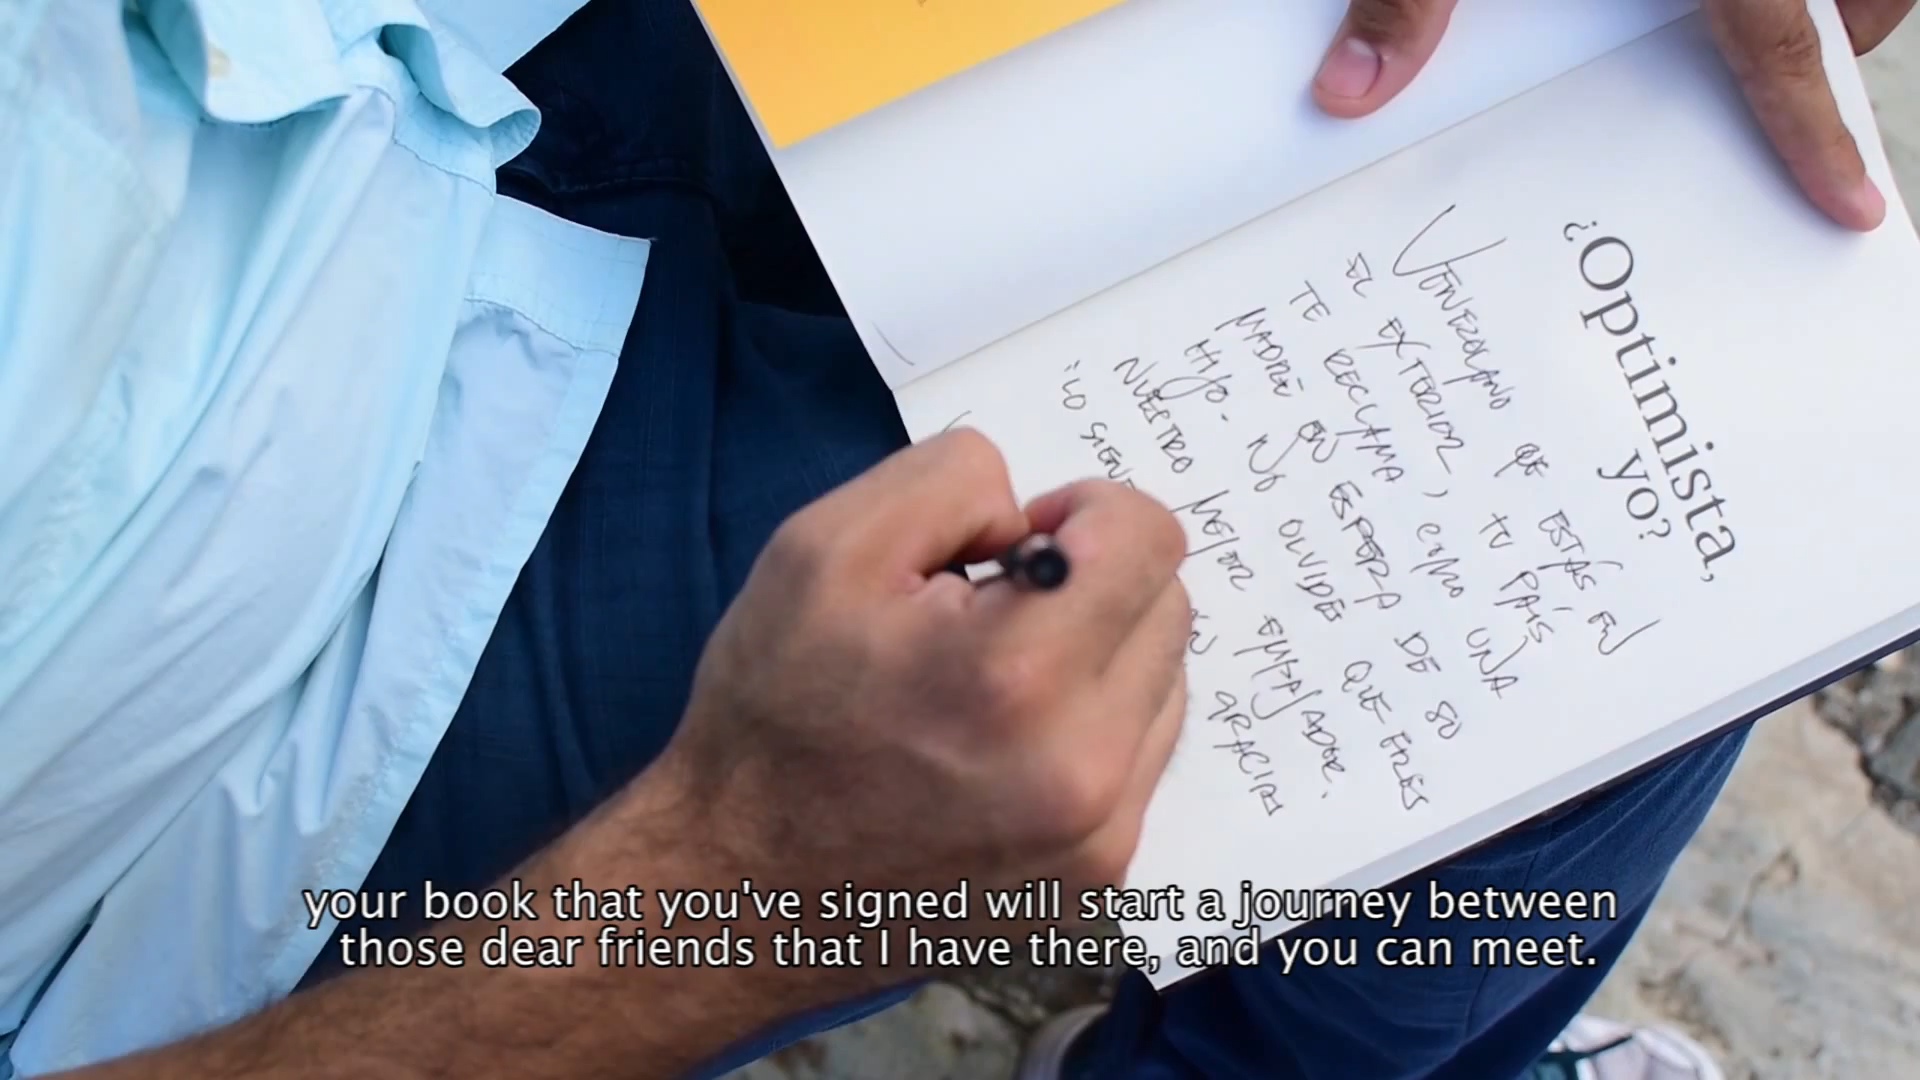 ¿Optimista,
yo?
VENEZOLANO QUE ESTÁS EN
EL EXTERIOR, TU PAÍS
TE RECLAMA COMO UNA
MADRE EN ESPERA DE SU
HIJO. NO OLVIDES QUE ERES
NUESTRO MEJOR EMBAJADOR.
GRACIAS
your book that you've signed will start a journey between
those dear friends that I have there, and you can meet.